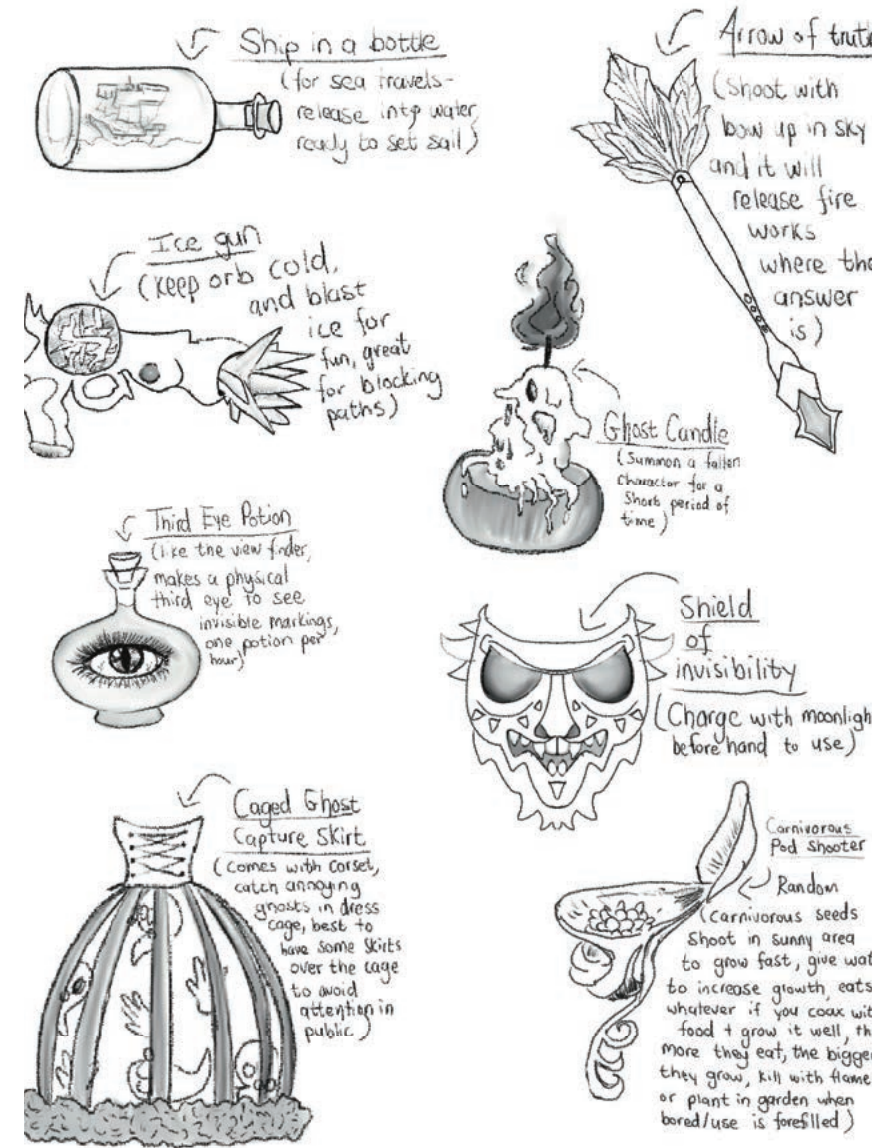 Ship in a bottle
(for sea travels-
release into water,
ready to set sail)
Arrow of truth
(Shoot with
bow up in sky
and it will
release fire
works
where the
answer
is)
Ice gun
(keep orb cold,
and blast
ice for
fun, great
for blocking
paths)
Ghost Candle
(Summon a fallen
Character for a
Short period of
time)
Third Eye Potion
(like the view finder,
makes a physical
third eye to see
invisible markings,
one potion per
hour)
Shield
of
invisibility
(Charge with moonligh
before hand to use)
Caged Ghost
Capture Skirt
(comes with corset,
catch annoying
ghosts in dress
cage, best to
have some skirts
over the cage
to avoid
attention in
public.)
Carnivorous
Pod Shooter
Random
(carnivorous seeds
Shoot in sunny area
to grow fast, give wat
to increase growth, eats
whatever if you coax wit
food + grow it well, th
more they eat, the bigger
they grow, kill with flame
or plant in garden when
bored/use is forefilled)